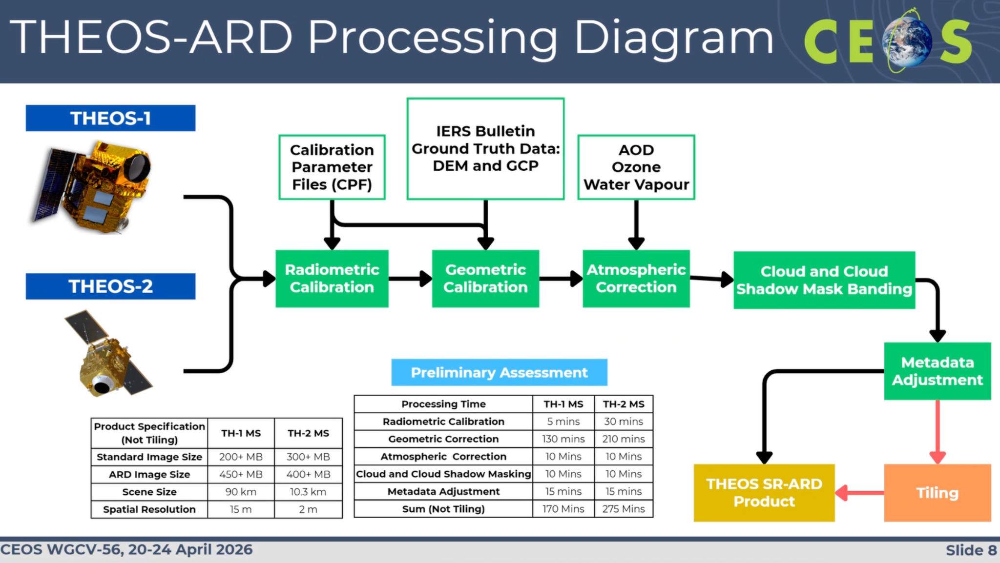 THEOS-ARD Processing Diagram
CEOS
THEOS-1
THEOS-2
Calibration
Parameter
Files (CPF)
IERS Bulletin
Ground Truth Data:
DEM and GCP
AOD
Ozone
Water Vapour
Radiometric
Calibration
Geometric
Calibration
Atmospheric
Correction
Cloud and Cloud
Shadow Mask Banding
Metadata
Adjustment
Tiling
THEOS SR-ARD
Product
Product Specification
(Not Tiling) TH-1 MS TH-2 MS
Standard Image Size 200+ MB 300+ MB
ARD Image Size 450+ MB 400+ MB
Scene Size 90 km 10.3 km
Spatial Resolution 15 m 2 m
Preliminary Assessment
Processing Time TH-1 MS TH-2 MS
Radiometric Calibration 5 mins 30 mins
Geometric Correction 130 mins 210 mins
Atmospheric Correction 10 Mins 10 Mins
Cloud and Cloud Shadow Masking 10 Mins 10 Mins
Metadata Adjustment 15 mins 15 mins
Sum (Not Tiling) 170 Mins 275 Mins
CEOS WGCV-56, 20-24 April 2026
Slide 8